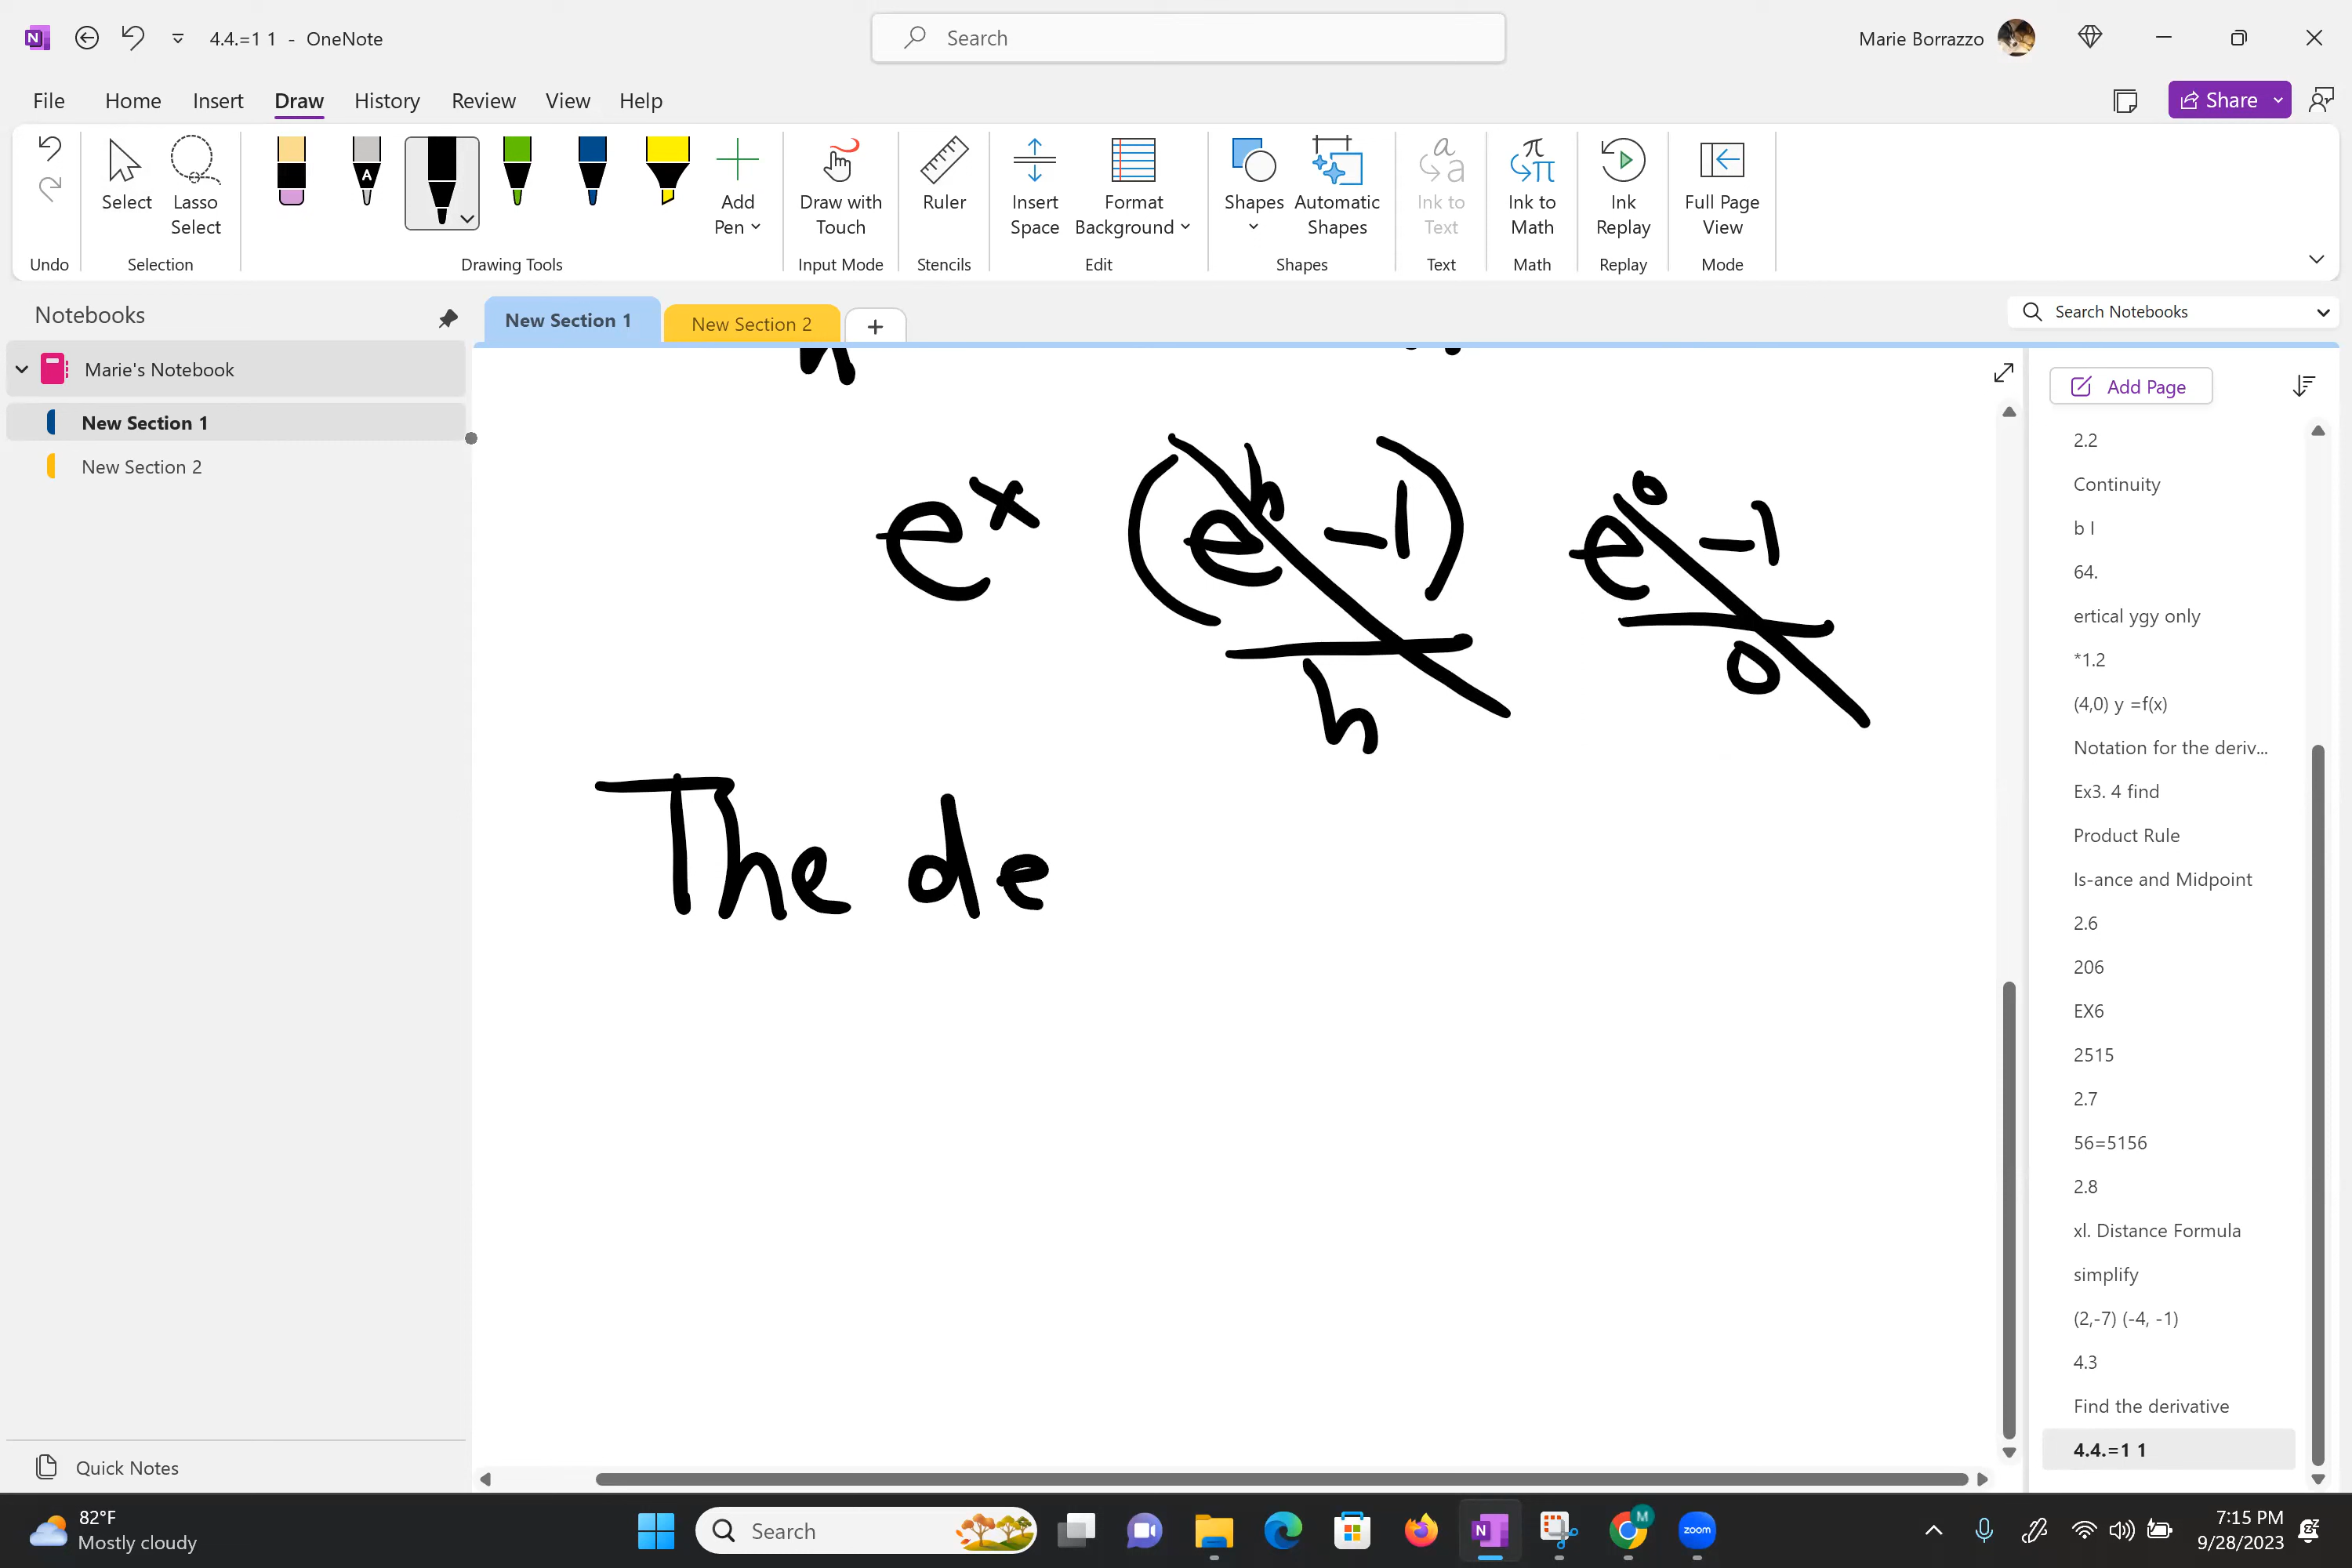 4.4.=1 1 - OneNote
Search
Marie Borrazzo
File Home Insert Draw History Review View Help
Share
Select
Lasso Select
A
Add Pen
Draw with Touch
Ruler
Insert Space
Format Background
Shapes
Automatic Shapes
Ink to Text
Ink to Math
Ink Replay
Full Page View
Undo Selection Drawing Tools Input Mode Stencils Edit Shapes Text Math Replay Mode
Notebooks
New Section 1 New Section 2 +
Search Notebooks
Marie's Notebook
New Section 1
New Section 2
Quick Notes
e^x (e^h -1) e^0 -1
h 0
The de
Add Page
2.2
Continuity
b I
64.
ertical ygy only
*1.2
(4,0) y =f(x)
Notation for the deriv...
Ex3. 4 find
Product Rule
Is-ance and Midpoint
2.6
206
EX6
2515
2.7
56=5156
2.8
xl. Distance Formula
simplify
(2,-7) (-4, -1)
4.3
Find the derivative
4.4.=1 1
82°F
Mostly cloudy
Search
zoom
M
7:15 PM
9/28/2023